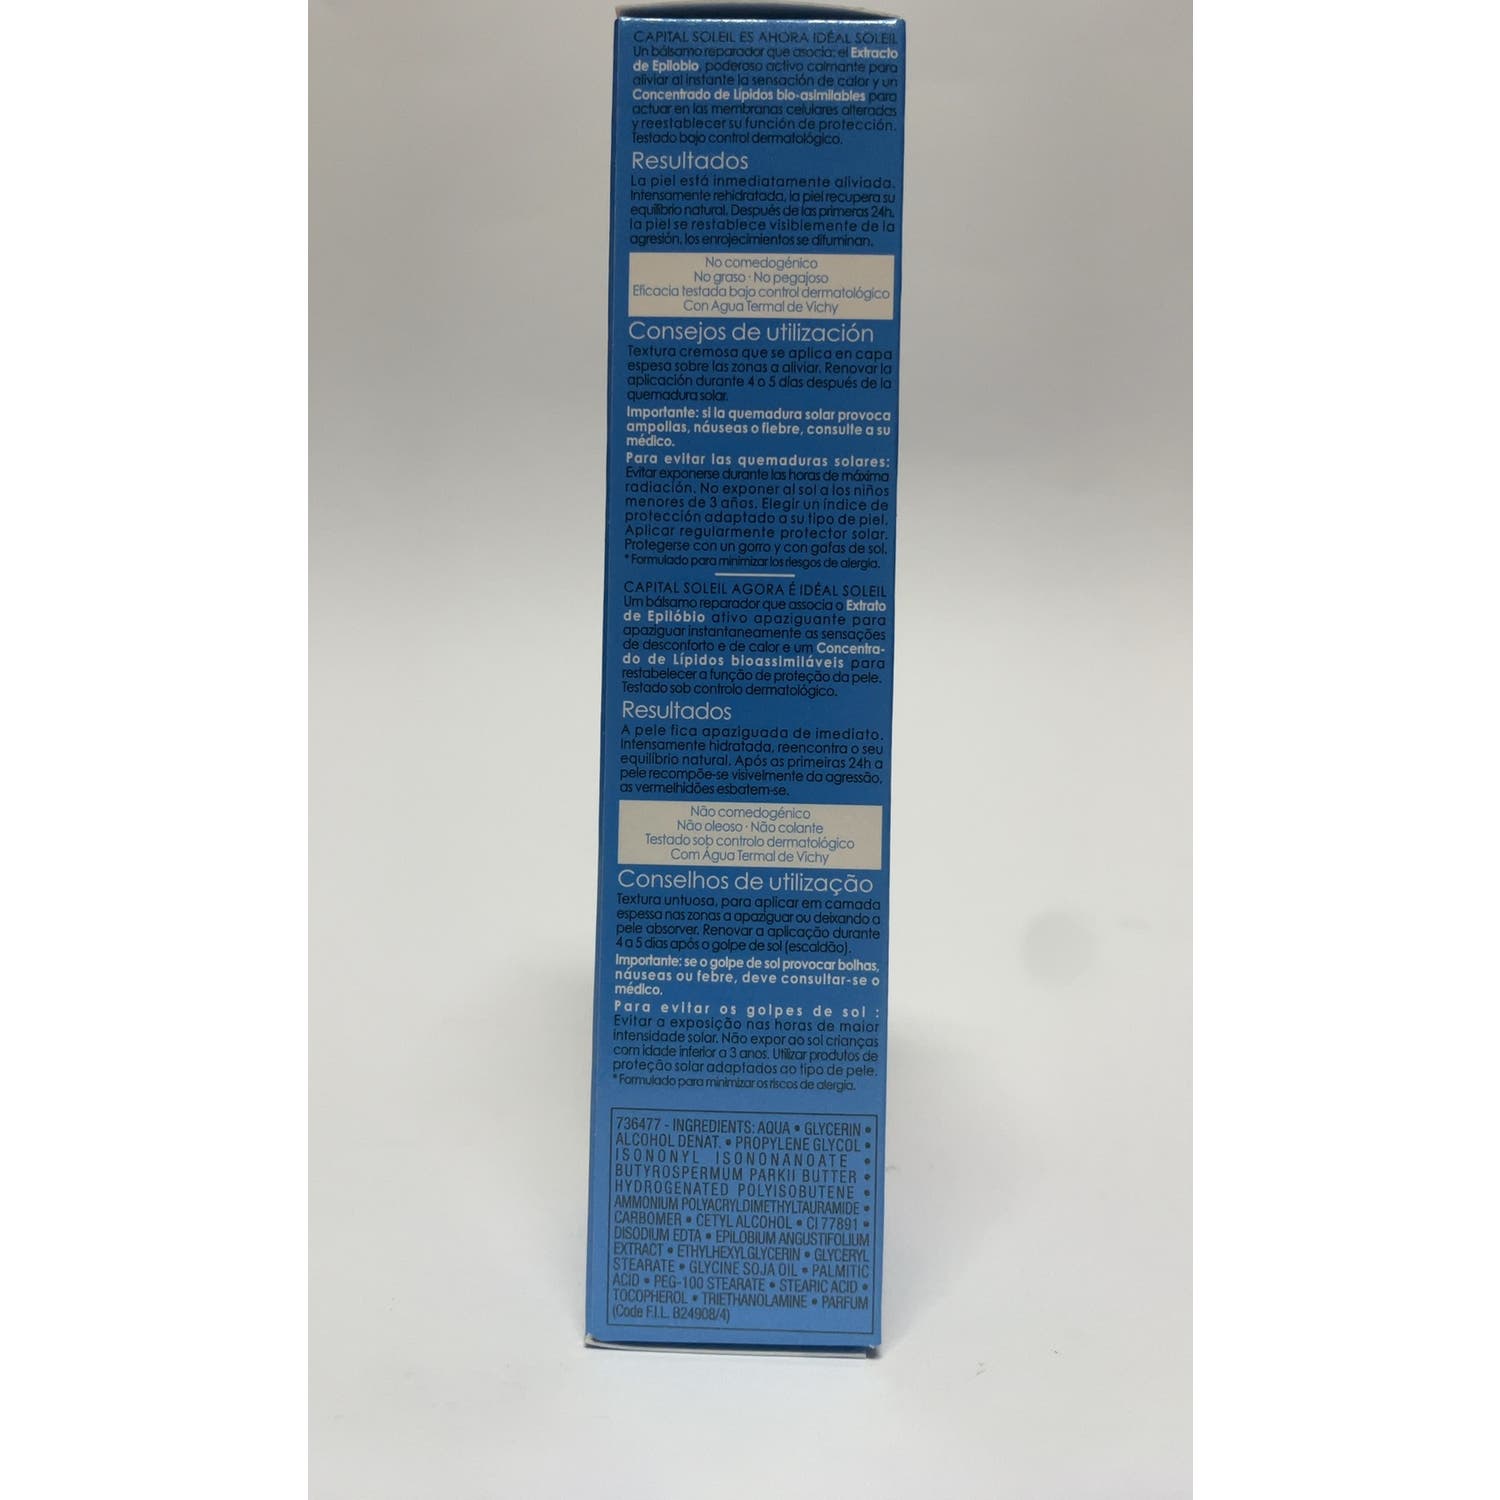 CAPITAL SOLEIL ES AHORA IDÉAL SOLEIL
Un bálsamo reparador que asocia: el Extracto
de Epilobio, poderoso activo calmante para
aliviar al instante la sensación de calor y un
Concentrado de Lípidos bio-asimilables para
actuar en las membranas celulares alteradas
y reestablecer su función de protección.
Testado bajo control dermatológico.
Resultados
La piel está inmediatamente aliviada.
Intensamente rehidratada, la piel recupera su
equilibrio natural. Después de las primeras 24h.
la piel se restablece visiblemente de la
agresión, los enrojecimientos se difuminan.
No comedogénico
No graso · No pegajoso
Eficacia testada bajo control dermatológico
Con Agua Termal de Vichy
Consejos de utilización
Textura cremosa que se aplica en capa
espesa sobre las zonas a aliviar. Renovar la
aplicación durante 4 o 5 días después de la
quemadura solar.
Importante: si la quemadura solar provoca
ampollas, náuseas o fiebre, consulte a su
médico.
Para evitar las quemaduras solares:
Evitar exponerse durante las horas de máxima
radiación. No exponer al sol a los niños
menores de 3 años. Elegir un índice de
protección adaptado a su tipo de piel.
Aplicar regularmente protector solar.
Protegerse con un gorro y con gafas de sol.
*Formulado para minimizar los riesgos de alergia.
CAPITAL SOLEIL AGORA É IDÉAL SOLEIL
Um bálsamo reparador que associa o Extrato
de Epilóbio ativo apaziguante para
apaziguar instantaneamente as sensações
de desconforto e de calor e um Concentra-
do de Lípidos bioassimiláveis para
restabelecer a função de proteção da pele.
Testado sob controlo dermatológico.
Resultados
A pele fica apaziguada de imediato.
Intensamente hidratada, reencontra o seu
equilíbrio natural. Após as primeiras 24h a
pele recompõe-se visivelmente da agressão,
as vermelhidões esbatem-se.
Não comedogénico
Não oleoso · Não colante
Testado sob controlo dermatológico
Com Água Termal de Vichy
Conselhos de utilização
Textura untuosa, para aplicar em camada
espessa nas zonas a apaziguar ou deixando a
pele absorver. Renovar a aplicação durante
4 a 5 dias após o golpe de sol (escaldão).
Importante: se o golpe de sol provocar bolhas,
náuseas ou febre, deve consultar-se o
médico.
Para evitar os golpes de sol :
Evitar a exposição nas horas de maior
intensidade solar. Não expor ao sol crianças
com idade inferior a 3 anos. Utilizar produtos de
proteção solar adaptados ao tipo de pele.
*Formulado para minimizar os riscos de alergia.
736477 - INGREDIENTS: AQUA • GLYCERIN •
ALCOHOL DENAT. • PROPYLENE GLYCOL •
ISONONYL ISONONANOATE •
BUTYROSPERMUM PARKII BUTTER •
HYDROGENATED POLYISOBUTENE •
AMMONIUM POLYACRYLDIMETHYLTAURAMIDE •
CARBOMER • CETYL ALCOHOL • CI 77891 •
DISODIUM EDTA • EPILOBIUM ANGUSTIFOLIUM
EXTRACT • ETHYLHEXYLGLYCERIN • GLYCERYL
STEARATE • GLYCINE SOJA OIL • PALMITIC
ACID • PEG-100 STEARATE • STEARIC ACID •
TOCOPHEROL • TRIETHANOLAMINE • PARFUM
(Code F.I.L. B24908/4)